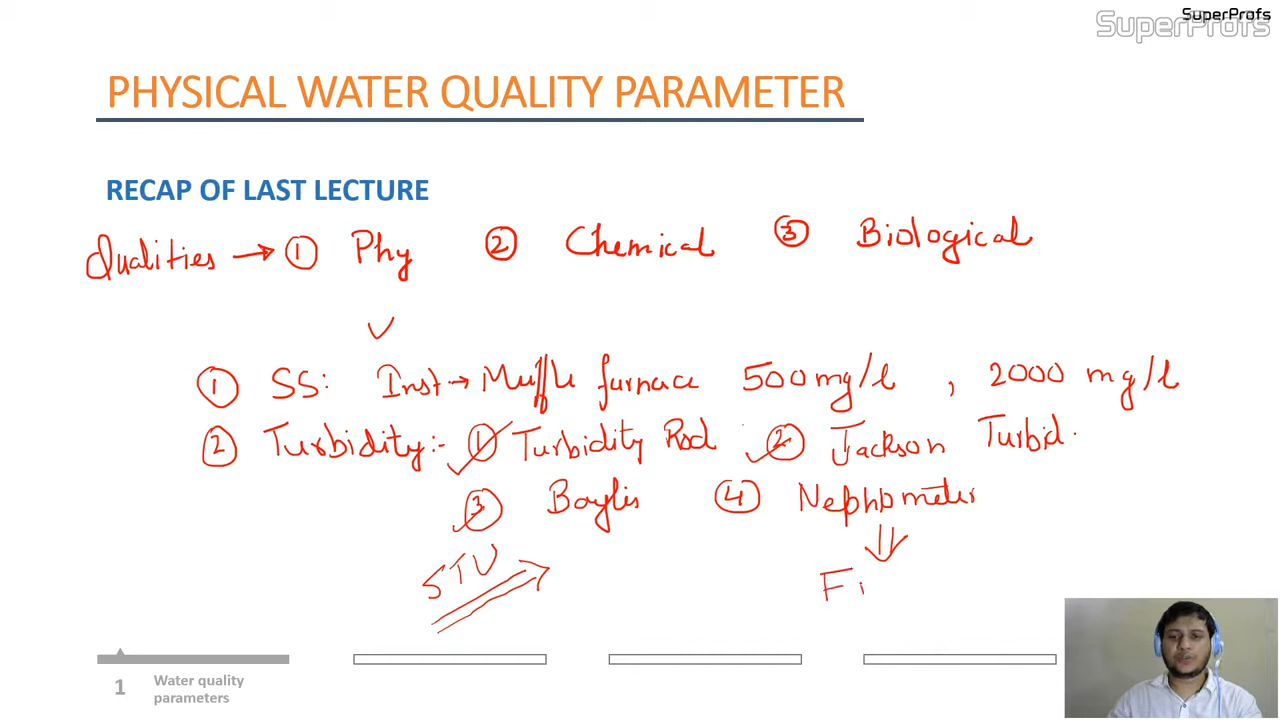 SuperProfs
SuperProfs
PHYSICAL WATER QUALITY PARAMETER
RECAP OF LAST LECTURE
Qualities → ① Phy ② Chemical ③ Biological
✓
① SS: Inst → Muffle furnace 500 mg/l , 2000 mg/l
② Turbidity:- ① Turbidity Rod ② Jackson Turbid.
③ Baylis ④ Nephlometer
5TU
Fi
1 Water quality
parameters